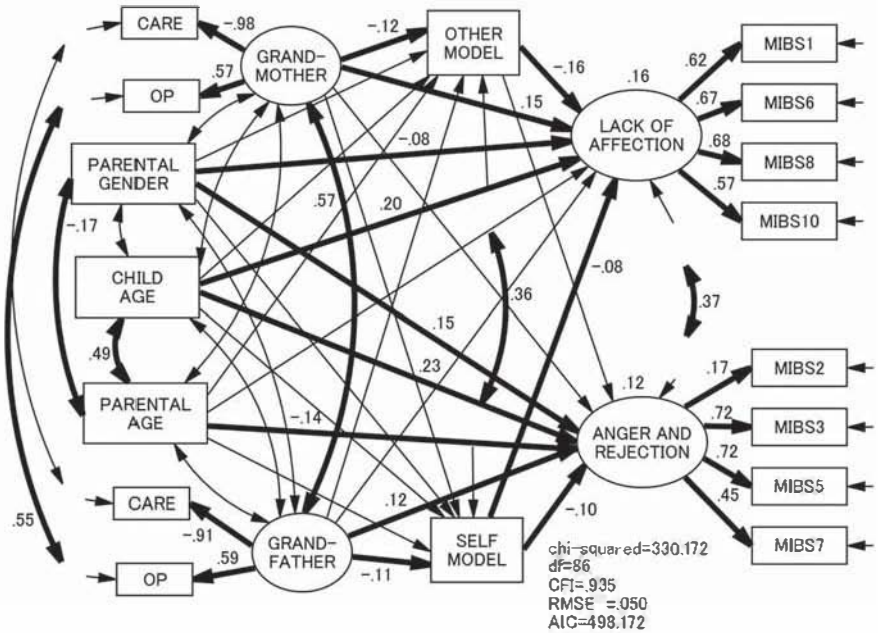 CARE
-.98
GRAND-
MOTHER
-.12
OTHER
MODEL
-.16
.16
.62
MIBS1
OP
.57
.15
LACK OF
AFFECTION
.67
MIBS6
.68
MIBS8
.57
MIBS10
PARENTAL
GENDER
-.08
.57
.20
-.17
CHILD
AGE
.36
-.08
.37
.49
.15
.23
PARENTAL
AGE
-.14
.12
ANGER AND
REJECTION
.17
MIBS2
.72
MIBS3
.72
MIBS5
.45
MIBS7
.55
CARE
-.91
GRAND-
FATHER
.12
SELF
MODEL
-.10
OP
.59
-.11
chi-squared=330.172
df=86
CFI=.935
RMSE =.050
AIC=498.172